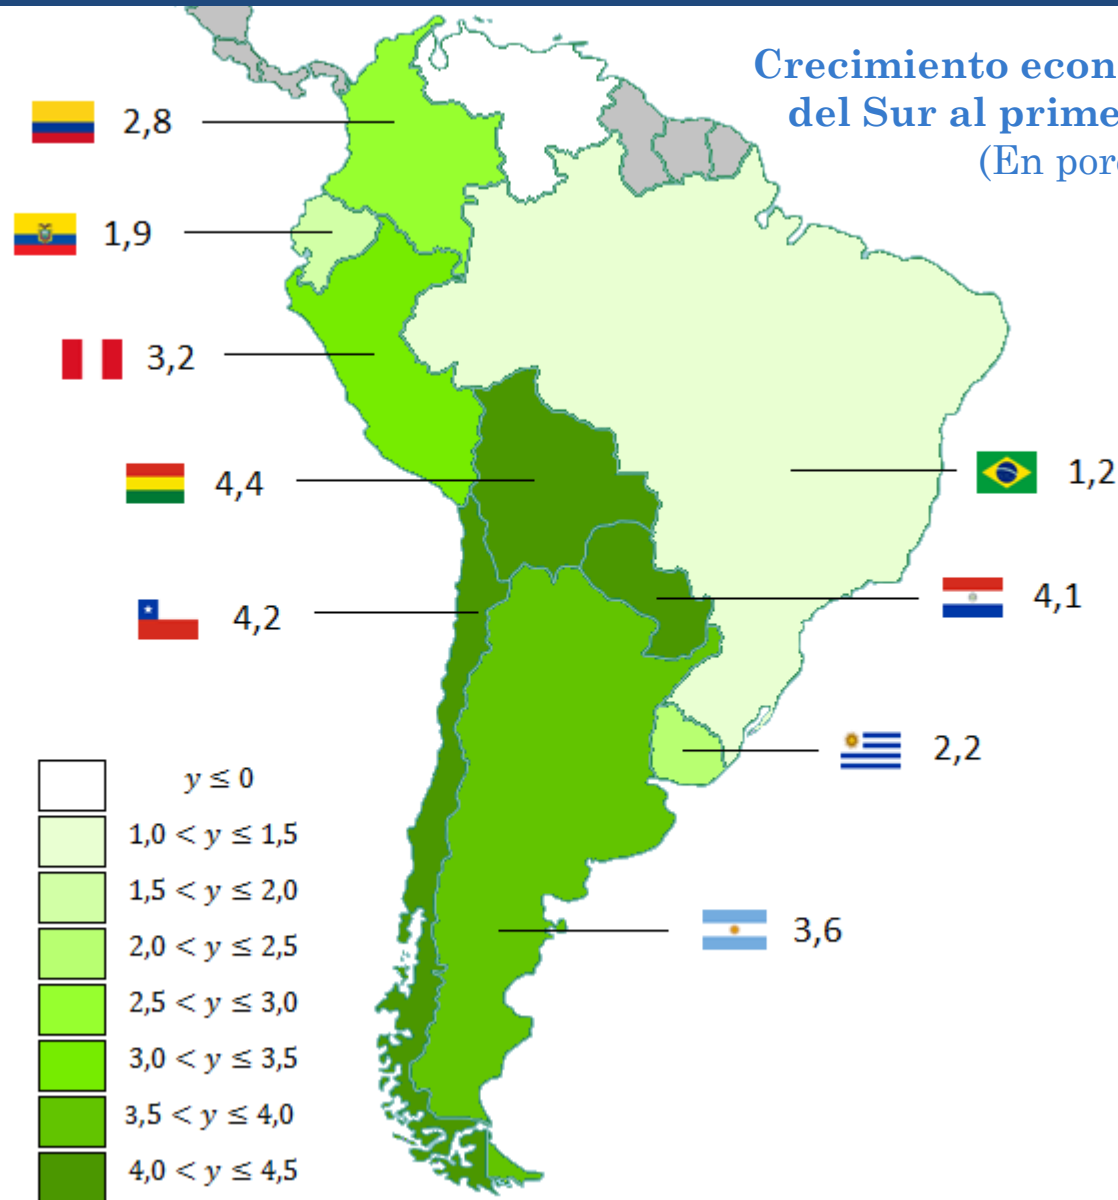 Crecimiento econ
del Sur al prime
(En por
2,8
1,9
3,2
4,4
1,2
4,1
4,2
2,2
3,6
y ≤ 0
1,0 < y ≤ 1,5
1,5 < y ≤ 2,0
2,0 < y ≤ 2,5
2,5 < y ≤ 3,0
3,0 < y ≤ 3,5
3,5 < y ≤ 4,0
4,0 < y ≤ 4,5